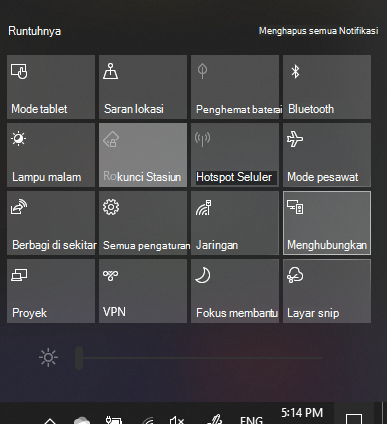 Runtuhnya Menghapus semua Notifikasi
Mode tablet Saran lokasi Penghemat baterai Bluetooth
Lampu malam Rokunci Stasiun Hotspot Seluler Mode pesawat
Berbagi di sekitar Semua pengaturan Jaringan Menghubungkan
Proyek VPN Fokus membantu Layar snip
ENG 5:14 PM